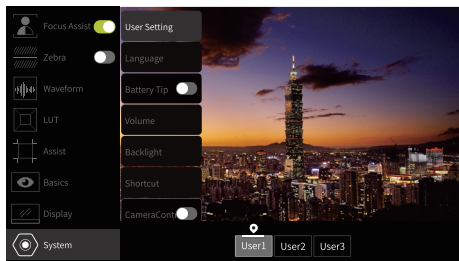 Focus Assist
Zebra
Waveform
LUT
Assist
Basics
Display
System
User Setting
Language
Battery Tip
Volume
Backlight
Shortcut
CameraContr
User1 User2 User3